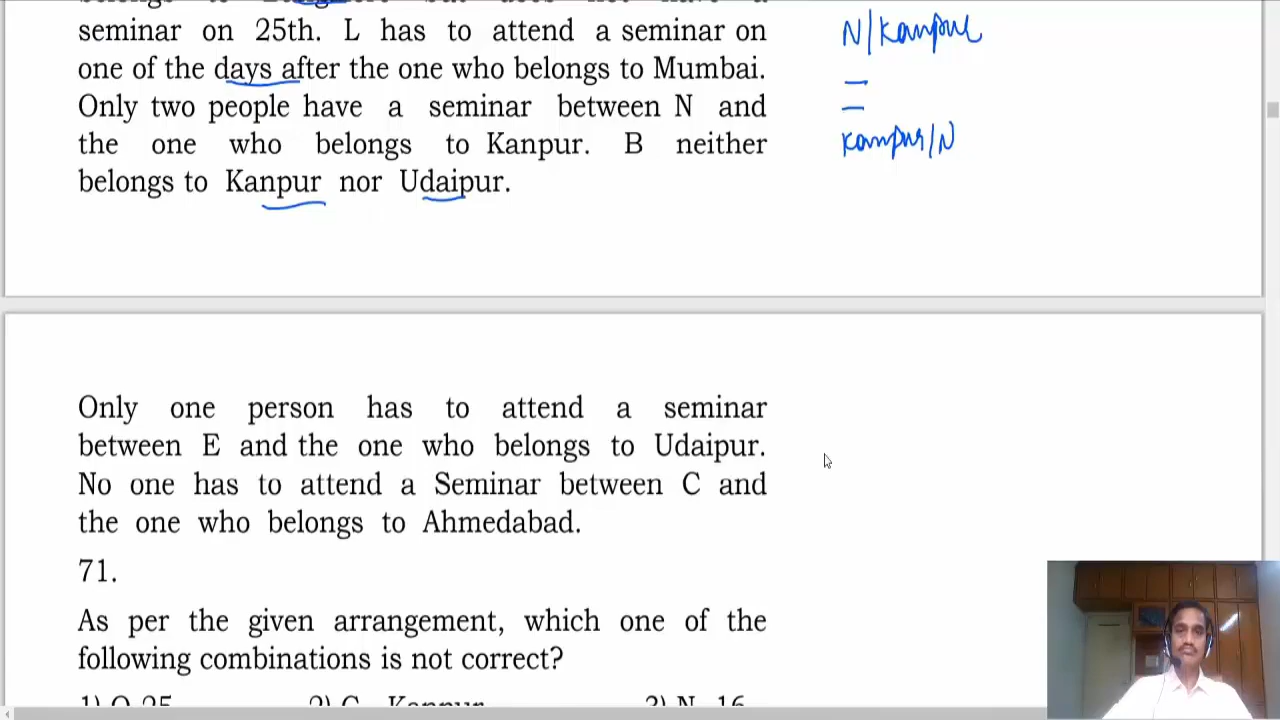 seminar on 25th. L has to attend a seminar on
one of the days after the one who belongs to Mumbai.
Only two people have a seminar between N and
the one who belongs to Kanpur. B neither
belongs to Kanpur nor Udaipur.
N/Kanpur
Kanpur/N
Only one person has to attend a seminar
between E and the one who belongs to Udaipur.
No one has to attend a Seminar between C and
the one who belongs to Ahmedabad.
71.
As per the given arrangement, which one of the
following combinations is not correct?